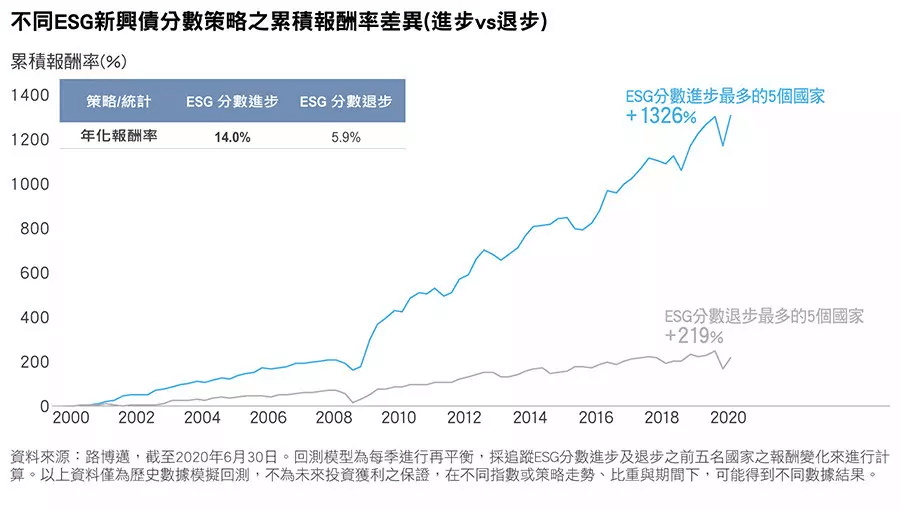 不同ESG新興債分數策略之累積報酬率差異(進步vs退步)
累積報酬率(%)
1400
1200
1000
800
600
400
200
0
策略/統計 ESG 分數進步 ESG 分數退步
年化報酬率 14.0% 5.9%
ESG分數進步最多的5個國家
+1326%
ESG分數退步最多的5個國家
+219%
2000 2002 2004 2006 2008 2010 2012 2014 2016 2018 2020
資料來源：路博邁，截至2020年6月30日。回測模型為每季進行再平衡，採追蹤ESG分數進步及退步之前五名國家之報酬變化來進行計
算。以上資料僅為歷史數據模擬回測，不為未來投資獲利之保證，在不同指數或策略走勢、比重與期間下，可能得到不同數據結果。